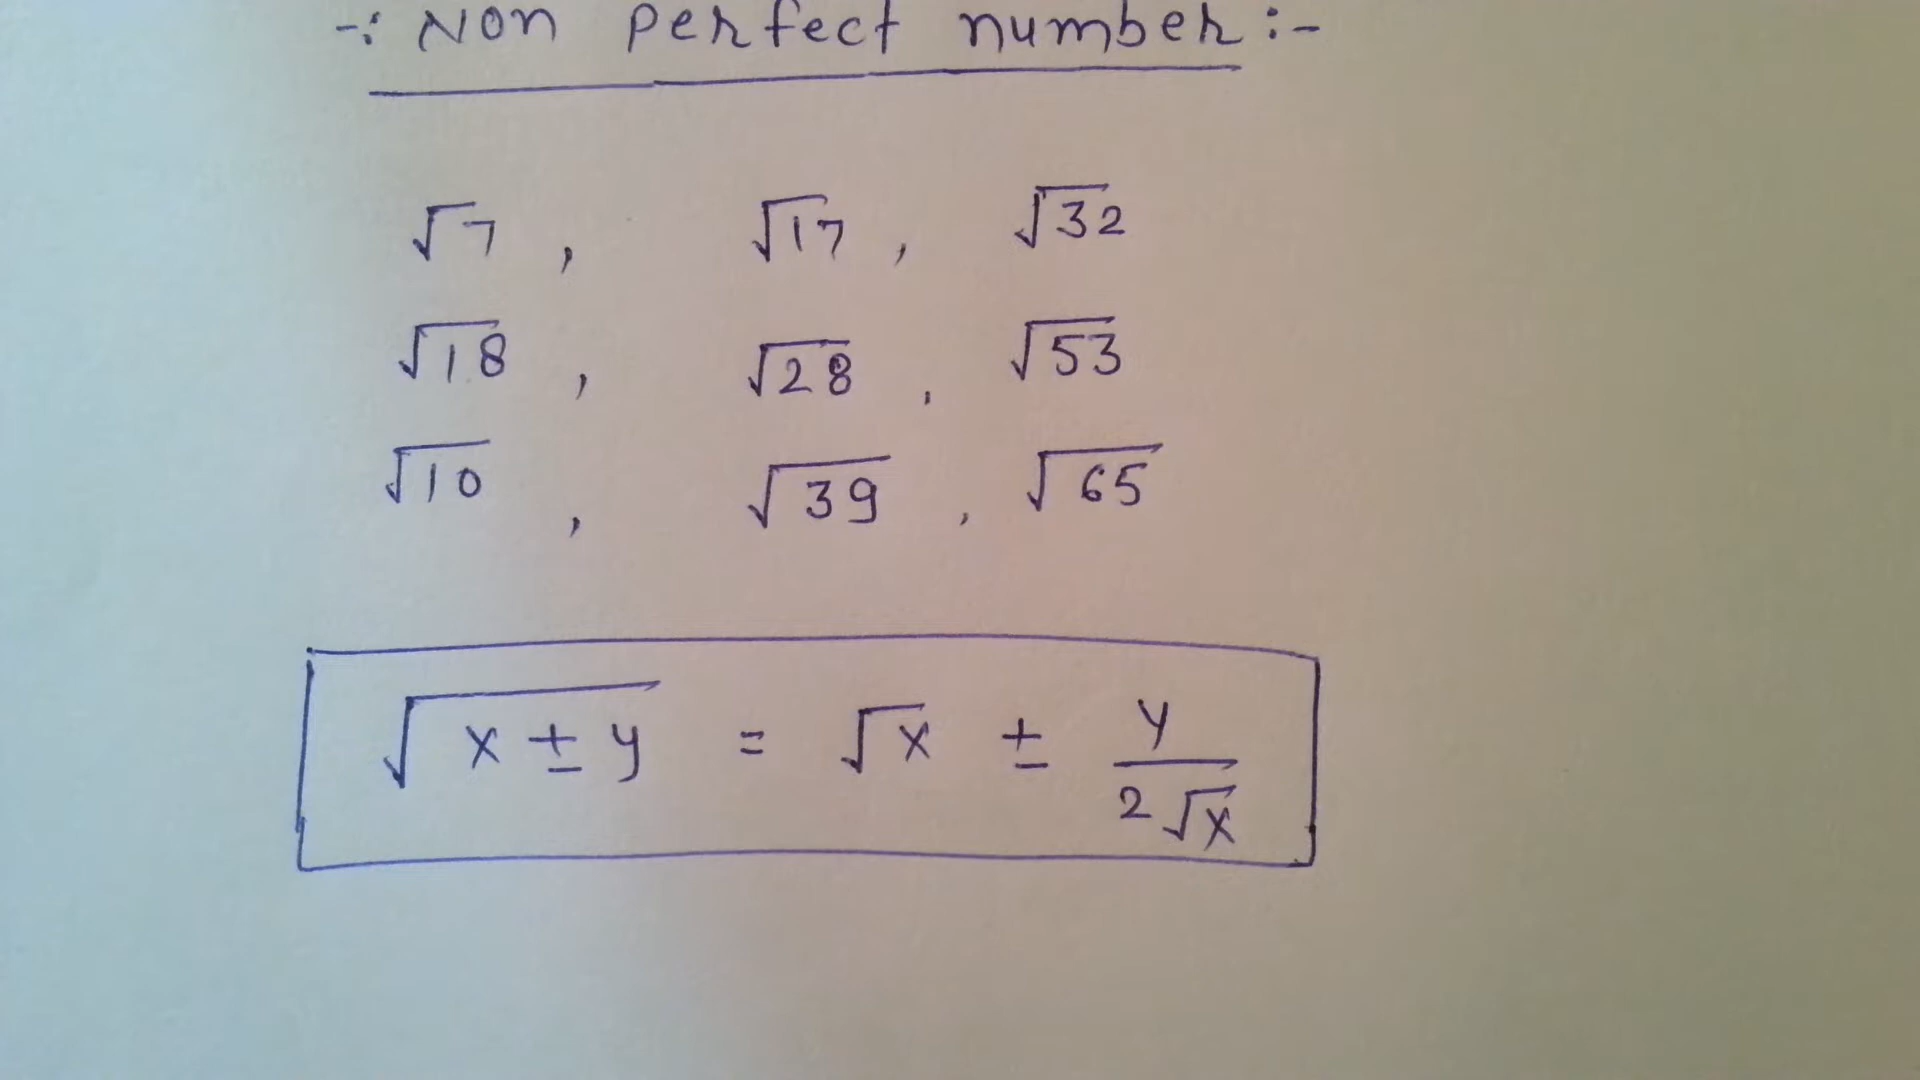 -: Non perfect number :-
√7 , √17 , √32
√18 , √28 , √53
√10 , √39 , √65
√(x ± y) = √x ± y/(2√x)